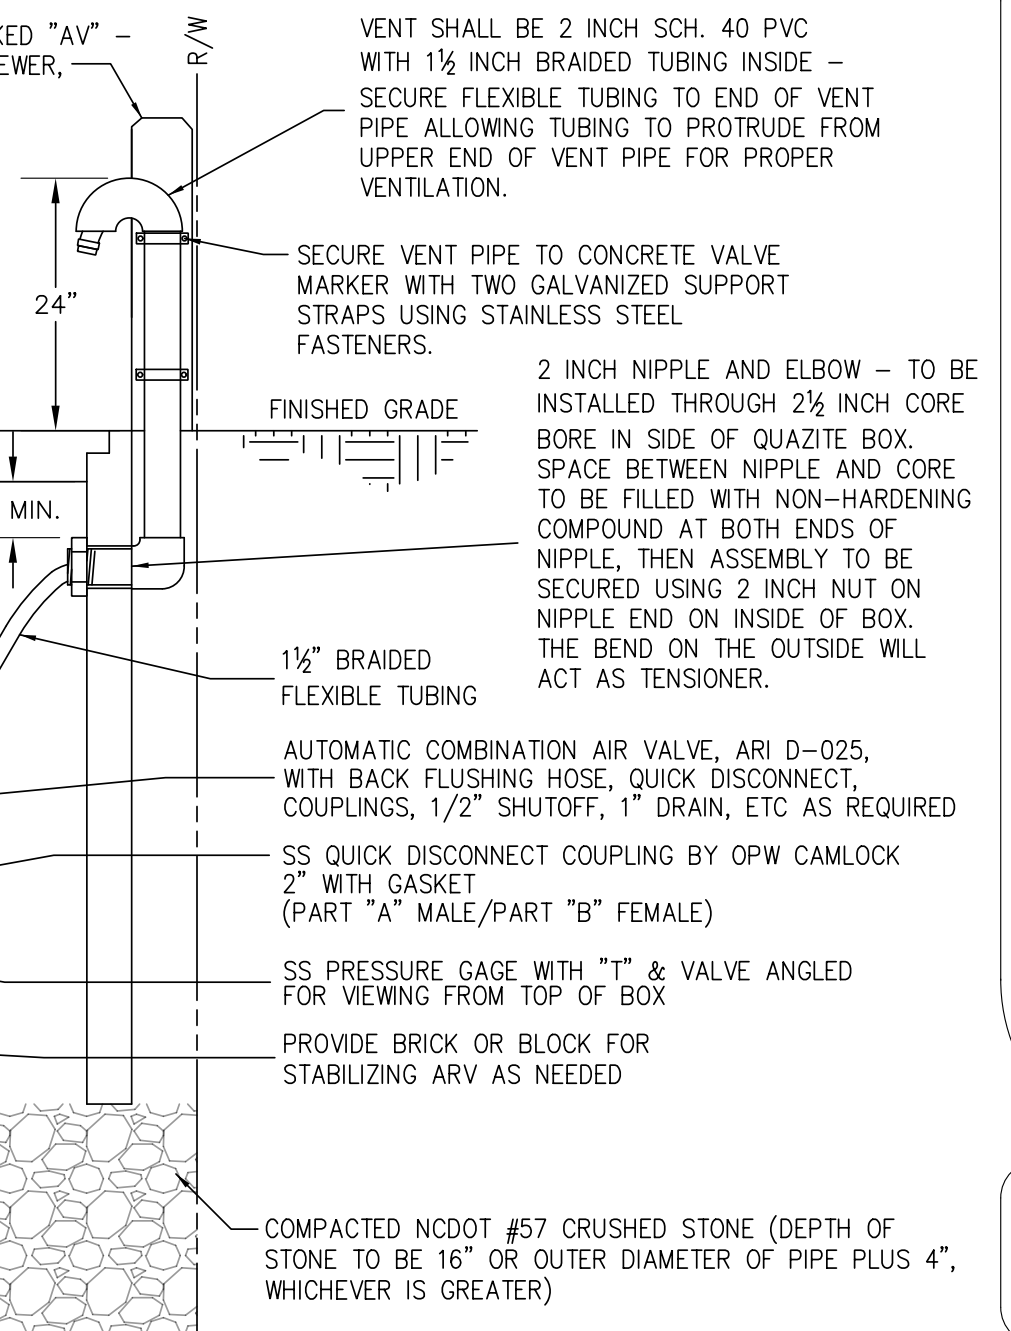 KED "AV" –
EWER,
R/W
VENT SHALL BE 2 INCH SCH. 40 PVC
WITH 1½ INCH BRAIDED TUBING INSIDE –
SECURE FLEXIBLE TUBING TO END OF VENT
PIPE ALLOWING TUBING TO PROTRUDE FROM
UPPER END OF VENT PIPE FOR PROPER
VENTILATION.
SECURE VENT PIPE TO CONCRETE VALVE
MARKER WITH TWO GALVANIZED SUPPORT
STRAPS USING STAINLESS STEEL
FASTENERS.
24"
2 INCH NIPPLE AND ELBOW – TO BE
INSTALLED THROUGH 2½ INCH CORE
BORE IN SIDE OF QUAZITE BOX.
SPACE BETWEEN NIPPLE AND CORE
TO BE FILLED WITH NON–HARDENING
COMPOUND AT BOTH ENDS OF
NIPPLE, THEN ASSEMBLY TO BE
SECURED USING 2 INCH NUT ON
NIPPLE END ON INSIDE OF BOX.
THE BEND ON THE OUTSIDE WILL
ACT AS TENSIONER.
FINISHED GRADE
MIN.
1½" BRAIDED
FLEXIBLE TUBING
AUTOMATIC COMBINATION AIR VALVE, ARI D–025,
WITH BACK FLUSHING HOSE, QUICK DISCONNECT,
COUPLINGS, 1/2" SHUTOFF, 1" DRAIN, ETC AS REQUIRED
SS QUICK DISCONNECT COUPLING BY OPW CAMLOCK
2" WITH GASKET
(PART "A" MALE/PART "B" FEMALE)
SS PRESSURE GAGE WITH "T" & VALVE ANGLED
FOR VIEWING FROM TOP OF BOX
PROVIDE BRICK OR BLOCK FOR
STABILIZING ARV AS NEEDED
COMPACTED NCDOT #57 CRUSHED STONE (DEPTH OF
STONE TO BE 16" OR OUTER DIAMETER OF PIPE PLUS 4",
WHICHEVER IS GREATER)